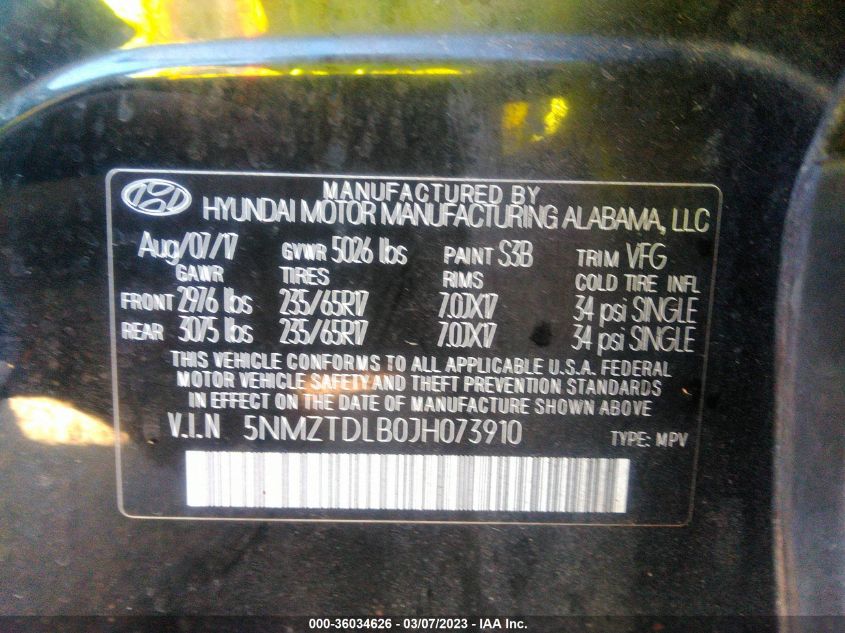 MANUFACTURED BY
HYUNDAI MOTOR MANUFACTURING ALABAMA, LLC
Aug/07/17 GVWR 5026 lbs PAINT S3B TRIM VFG
GAWR TIRES RIMS COLD TIRE INFL
FRONT 2976 lbs 235/65R17 7.0JX17 34 psi SINGLE
REAR 3075 lbs 235/65R17 7.0JX17 34 psi SINGLE
THIS VEHICLE CONFORMS TO ALL APPLICABLE U.S.A. FEDERAL
MOTOR VEHICLE SAFETY AND THEFT PREVENTION STANDARDS
IN EFFECT ON THE DATE OF MANUFACTURING SHOWN ABOVE
V.I.N 5NMZTDLB0JH073910 TYPE: MPV
000-36034626 - 03/07/2023 - IAA Inc.